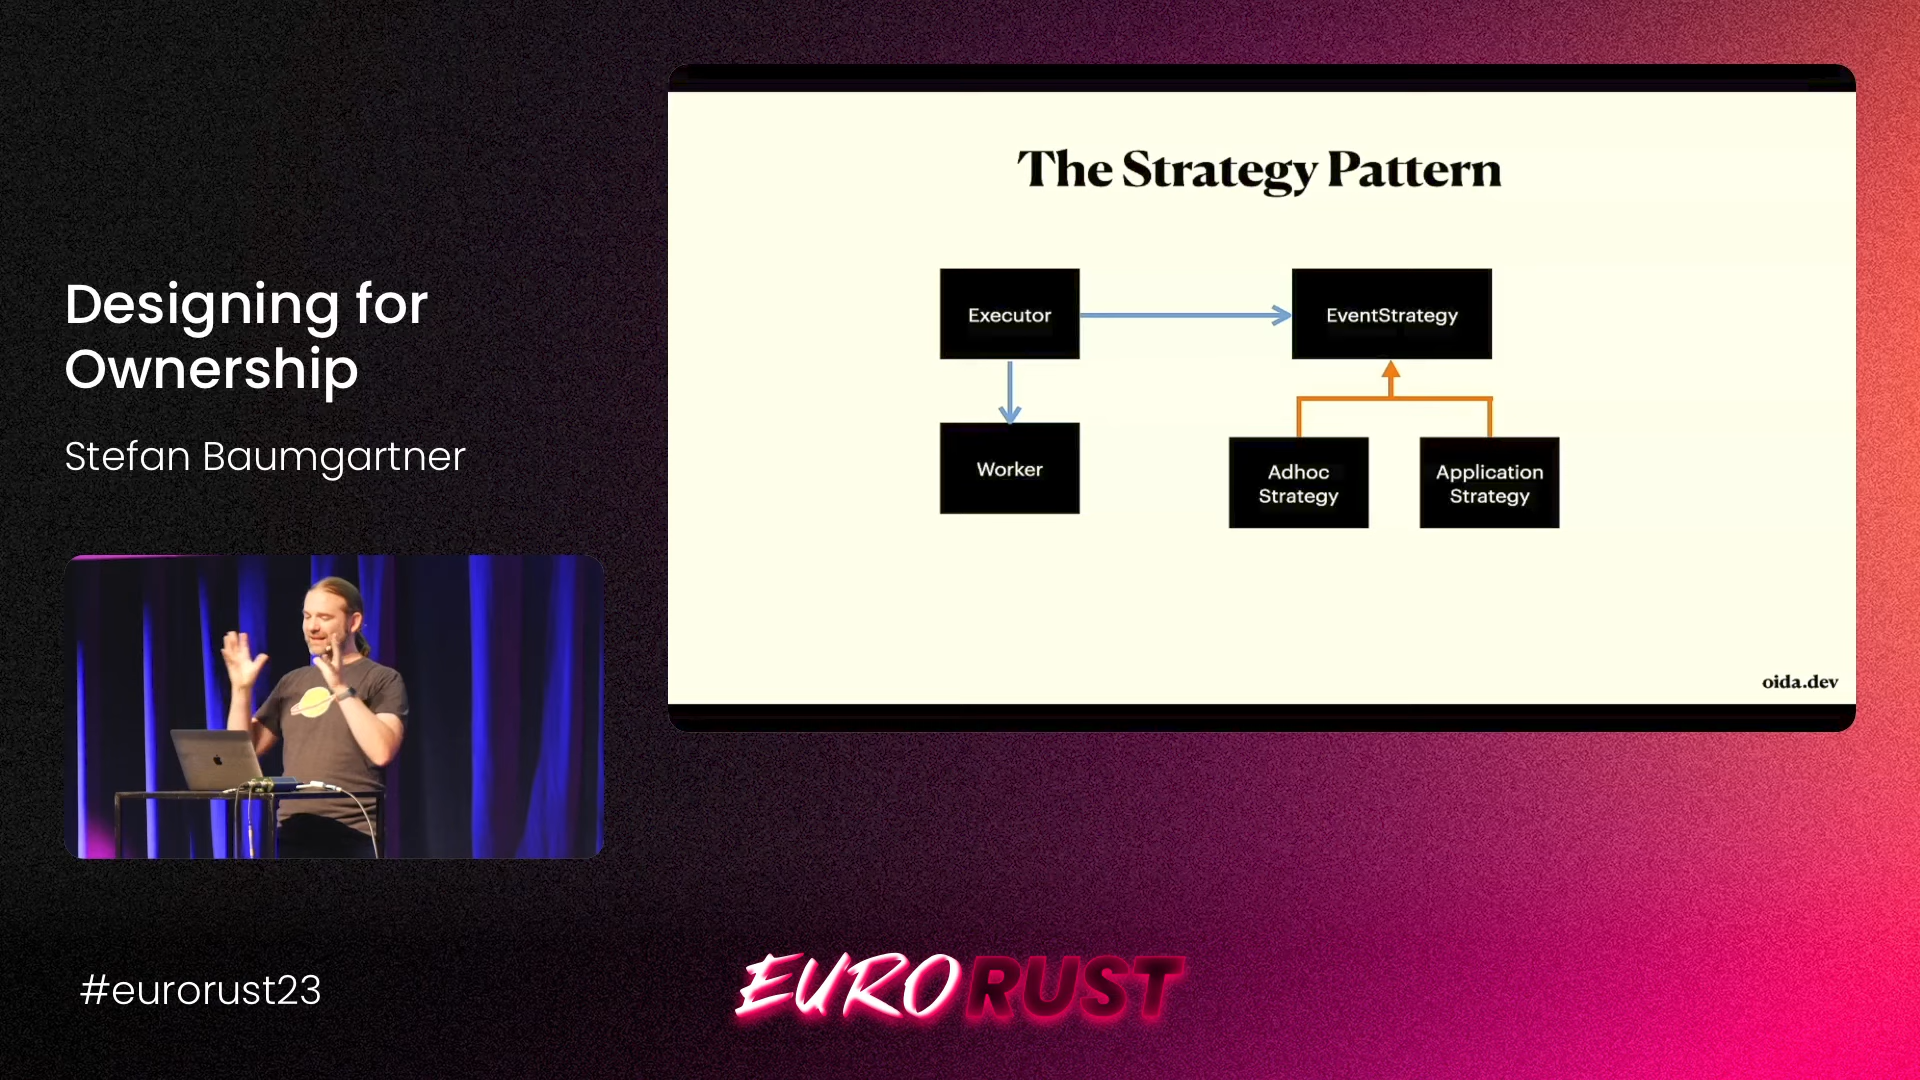 Designing for
Ownership
Stefan Baumgartner
The Strategy Pattern
Executor
EventStrategy
Worker
Adhoc
Strategy
Application
Strategy
oida.dev
#eurorust23
EURORUST